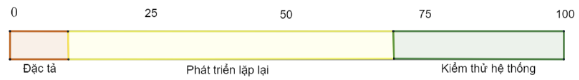 0 25 50 75 100
Đặc tả Phát triển lặp lại Kiểm thử hệ thống